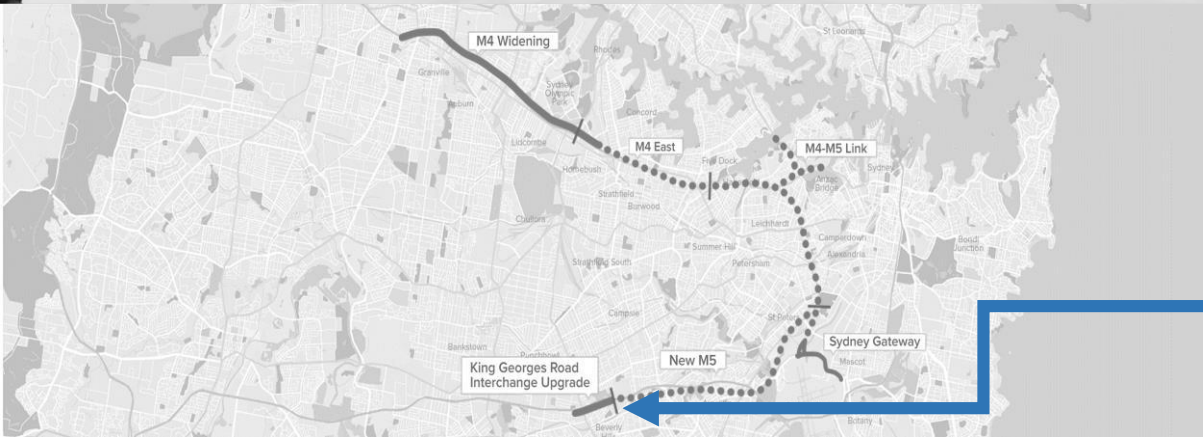 St Leonards
M4 Widening
Rhodes
Granville
Sydney
Olympic
Park
Auburn
Concord
Lidcombe
M4 East
M4-M5 Link
Homebush
Five Dock
Sydney
Anzac
Bridge
Strathfield
Burwood
Chullora
Leichhardt
Camperdown
Bondi
Junction
Summer Hill
Alexandria
Strathfield South
Petersham
Campsie
St Peters
Sydney Gateway
Bankstown
Punchbowl
New M5
Mascot
King Georges Road
Interchange Upgrade
Botany
Beverly